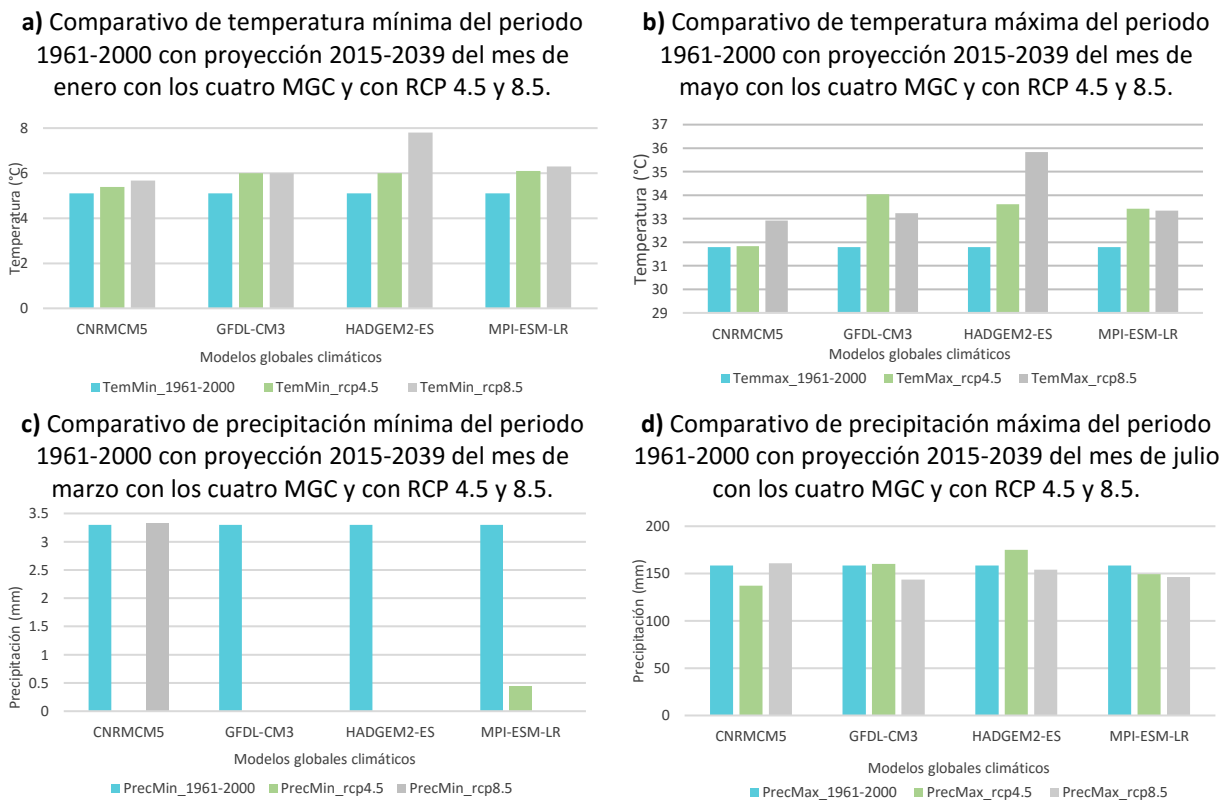 a) Comparativo de temperatura mínima del periodo
1961-2000 con proyección 2015-2039 del mes de
enero con los cuatro MGC y con RCP 4.5 y 8.5.
8
6
4
2
0
Temperatura (°C)
CNRMCM5 GFDL-CM3 HADGEM2-ES MPI-ESM-LR
Modelos globales climáticos
TemMin_1961-2000 TemMin_rcp4.5 TemMin_rcp8.5
b) Comparativo de temperatura máxima del periodo
1961-2000 con proyección 2015-2039 del mes de
mayo con los cuatro MGC y con RCP 4.5 y 8.5.
37
36
35
34
33
32
31
30
29
Temperatura (°C)
CNRMCM5 GFDL-CM3 HADGEM2-ES MPI-ESM-LR
Modelos globales climáticos
Temmax_1961-2000 TemMax_rcp4.5 TemMax_rcp8.5
c) Comparativo de precipitación mínima del periodo
1961-2000 con proyección 2015-2039 del mes de
marzo con los cuatro MGC y con RCP 4.5 y 8.5.
3.5
3
2.5
2
1.5
1
0.5
0
Precipitación (mm)
CNRMCM5 GFDL-CM3 HADGEM2-ES MPI-ESM-LR
Modelos globales climáticos
PrecMin_1961-2000 PrecMin_rcp4.5 PrecMin_rcp8.5
d) Comparativo de precipitación máxima del periodo
1961-2000 con proyección 2015-2039 del mes de julio
con los cuatro MGC y con RCP 4.5 y 8.5.
200
150
100
50
0
Precipitación (mm)
CNRMCM5 GFDL-CM3 HADGEM2-ES MPI-ESM-LR
Modelos globales climáticos
PrecMax_1961-2000 PrecMax_rcp4.5 PrecMax_rcp8.5